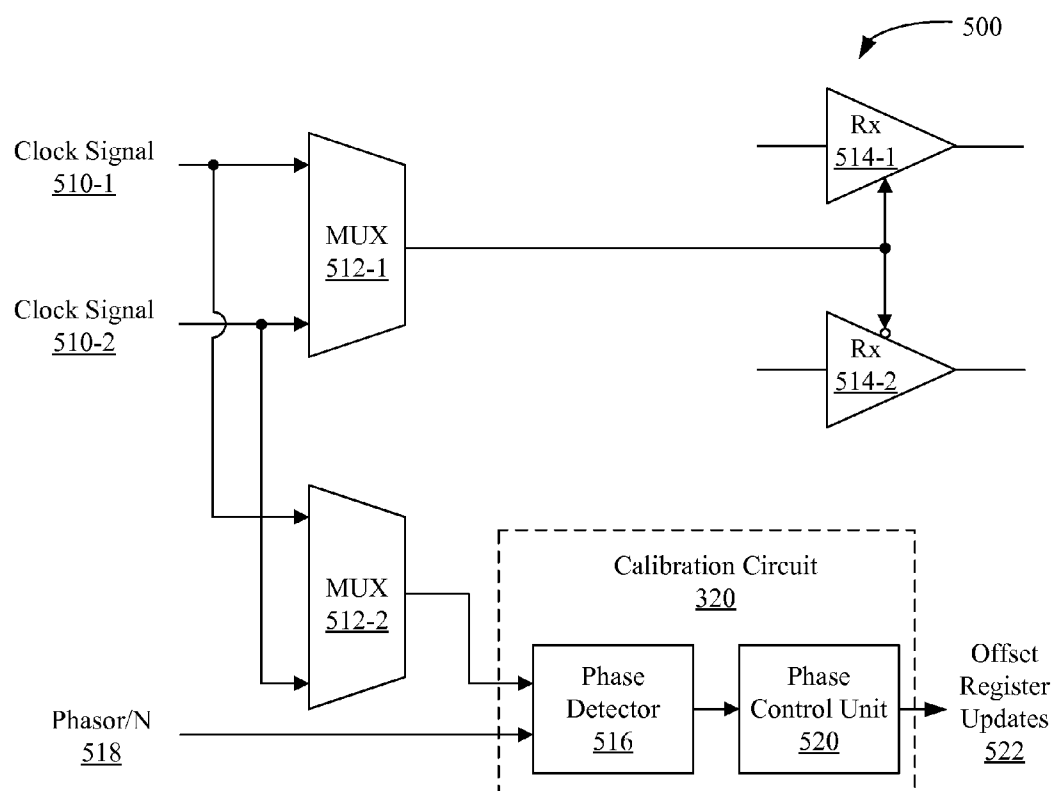 500
Rx
514-1
Clock Signal
510-1
MUX
512-1
Clock Signal
510-2
Rx
514-2
Calibration Circuit
320
MUX
512-2
Phase
Detector
516
Phase
Control Unit
520
Offset
Register
Updates
522
Phasor/N
518